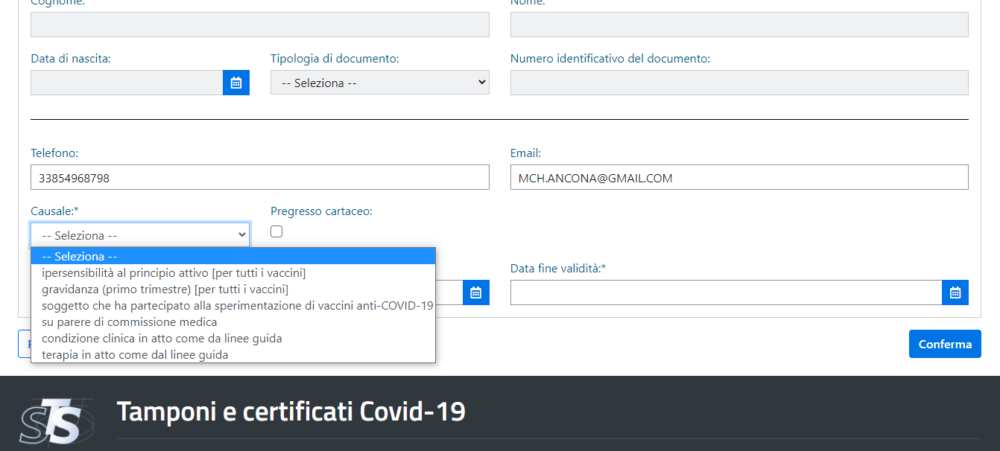 Cognome:
Nome:
Data di nascita:
Tipologia di documento:
Numero identificativo del documento:
-- Seleziona --
Telefono:
Email:
33854968798
MCH.ANCONA@GMAIL.COM
Causale:*
Pregresso cartaceo:
-- Seleziona --
-- Seleziona --
ipersensibilità al principio attivo [per tutti i vaccini]
gravidanza (primo trimestre) [per tutti i vaccini]
soggetto che ha partecipato alla sperimentazione di vaccini anti-COVID-19
su parere di commissione medica
condizione clinica in atto come da linee guida
terapia in atto come dal linee guida
Data fine validità:*
Conferma
STS
Tamponi e certificati Covid-19